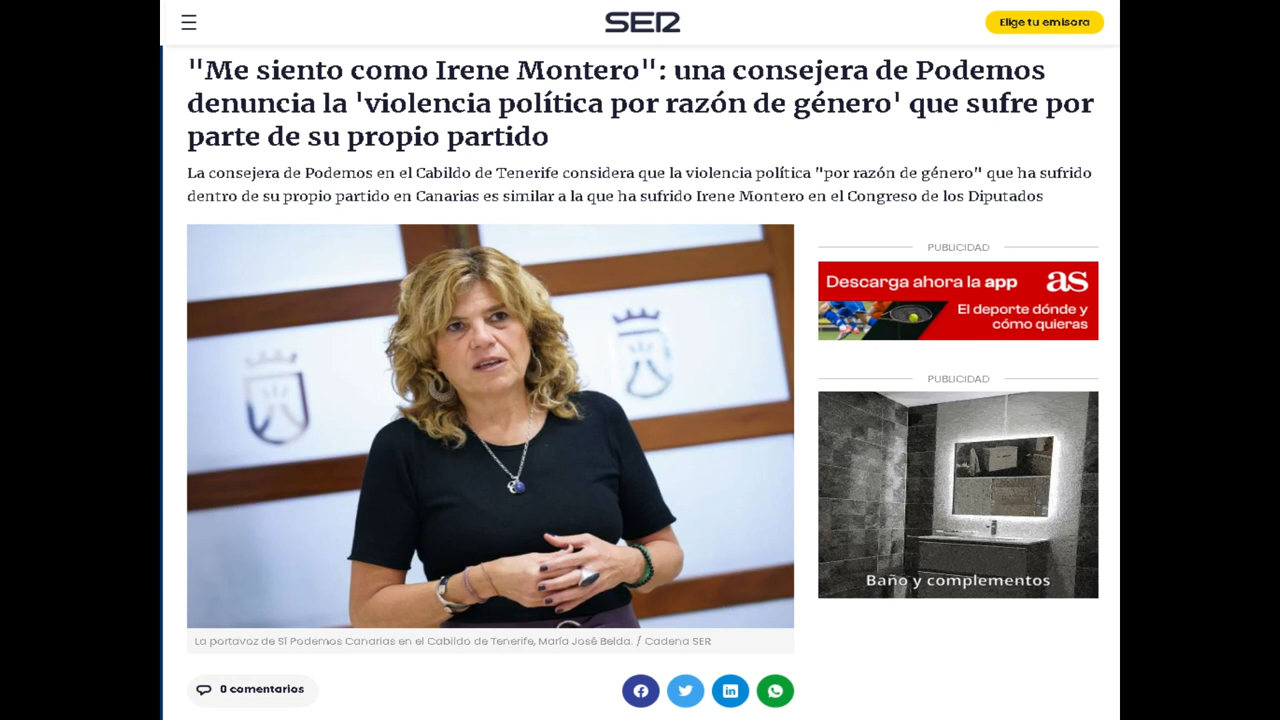 SER
Elige tu emisora
"Me siento como Irene Montero": una consejera de Podemos
denuncia la 'violencia política por razón de género' que sufre por
parte de su propio partido
La consejera de Podemos en el Cabildo de Tenerife considera que la violencia política "por razón de género" que ha sufrido
dentro de su propio partido en Canarias es similar a la que ha sufrido Irene Montero en el Congreso de los Diputados
PUBLICIDAD
Descarga ahora la app as
El deporte dónde y
cómo quieras
PUBLICIDAD
Baño y complementos
La portavoz de Sí Podemos Canarias en el Cabildo de Tenerife, María José Belda. / Cadena SER
0 comentarios